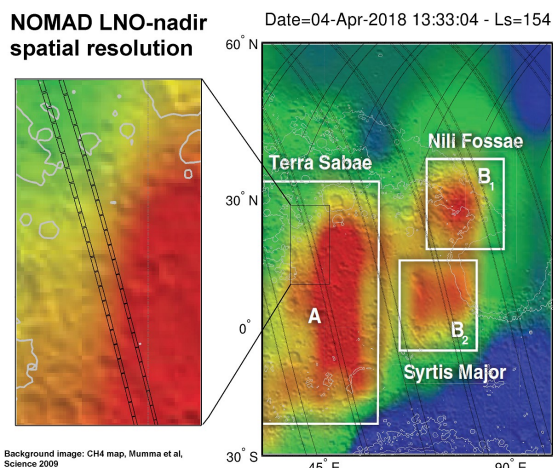 NOMAD LNO-nadir
spatial resolution
Date=04-Apr-2018 13:33:04 - Ls=154
60° N
30° N
0°
30° S
45° E
90° E
Terra Sabae
Nili Fossae
B1
A
B2
Syrtis Major
Background image: CH4 map, Mumma et al,
Science 2009